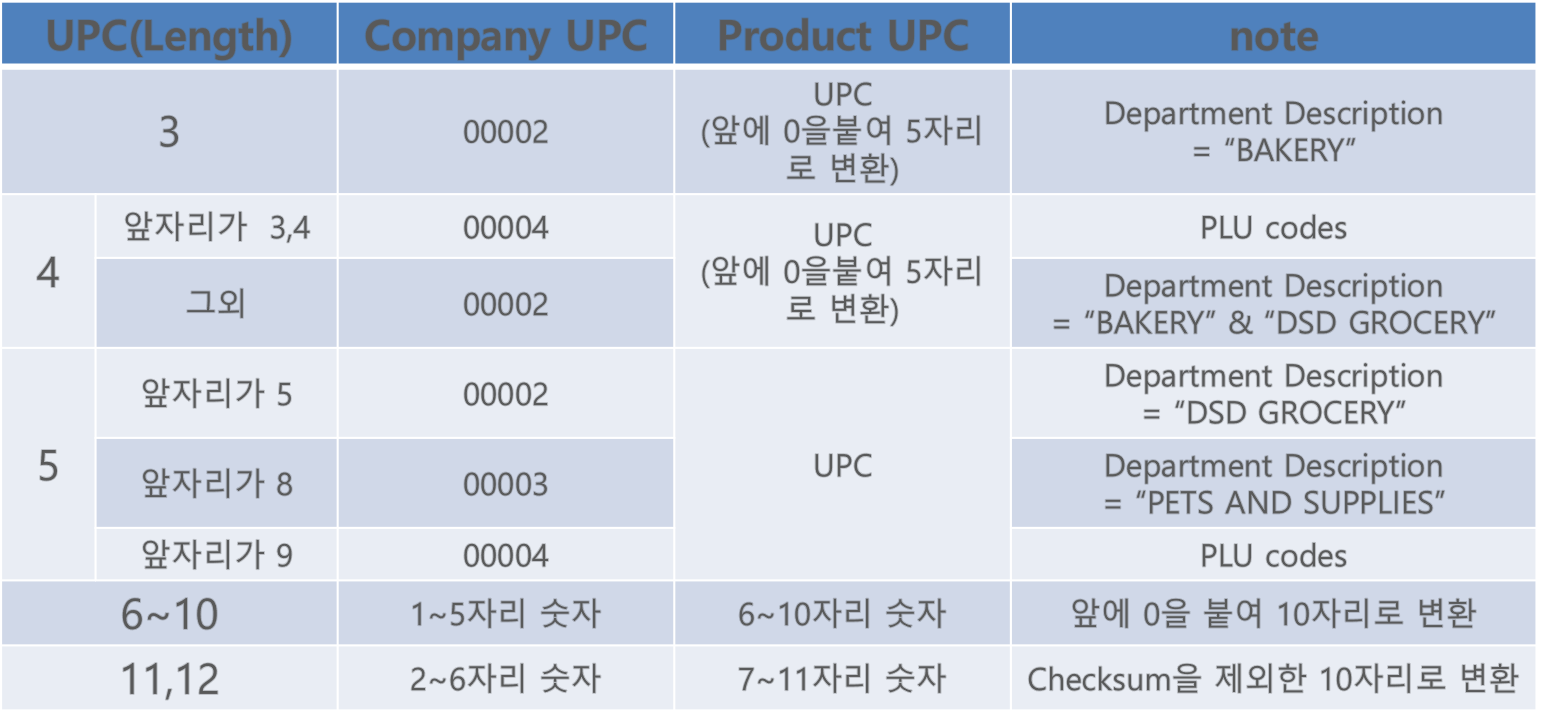 UPC(Length) Company UPC Product UPC note
3 00002 UPC
(앞에 0을붙여 5자리
로 변환) Department Description
= “BAKERY”
4 앞자리가 3,4 00004 UPC
(앞에 0을붙여 5자리
로 변환) PLU codes
그외 00002 Department Description
= “BAKERY” & “DSD GROCERY”
5 앞자리가 5 00002 UPC Department Description
= “DSD GROCERY”
앞자리가 8 00003 Department Description
= “PETS AND SUPPLIES”
앞자리가 9 00004 PLU codes
6~10 1~5자리 숫자 6~10자리 숫자 앞에 0을 붙여 10자리로 변환
11,12 2~6자리 숫자 7~11자리 숫자 Checksum을 제외한 10자리로 변환